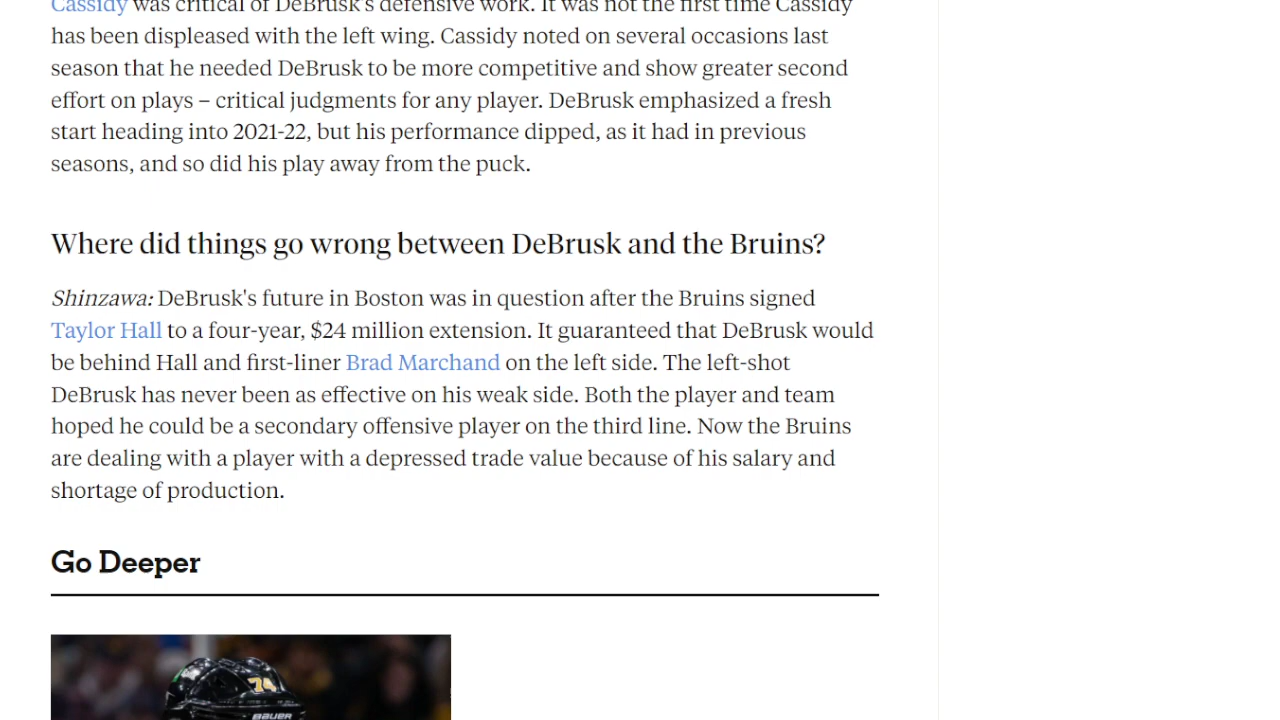 Cassidy was critical of DeBrusk's defensive work. It was not the first time Cassidy
has been displeased with the left wing. Cassidy noted on several occasions last
season that he needed DeBrusk to be more competitive and show greater second
effort on plays – critical judgments for any player. DeBrusk emphasized a fresh
start heading into 2021-22, but his performance dipped, as it had in previous
seasons, and so did his play away from the puck.
Where did things go wrong between DeBrusk and the Bruins?
Shinzawa: DeBrusk's future in Boston was in question after the Bruins signed
Taylor Hall to a four-year, $24 million extension. It guaranteed that DeBrusk would
be behind Hall and first-liner Brad Marchand on the left side. The left-shot
DeBrusk has never been as effective on his weak side. Both the player and team
hoped he could be a secondary offensive player on the third line. Now the Bruins
are dealing with a player with a depressed trade value because of his salary and
shortage of production.
Go Deeper
74
BAUER